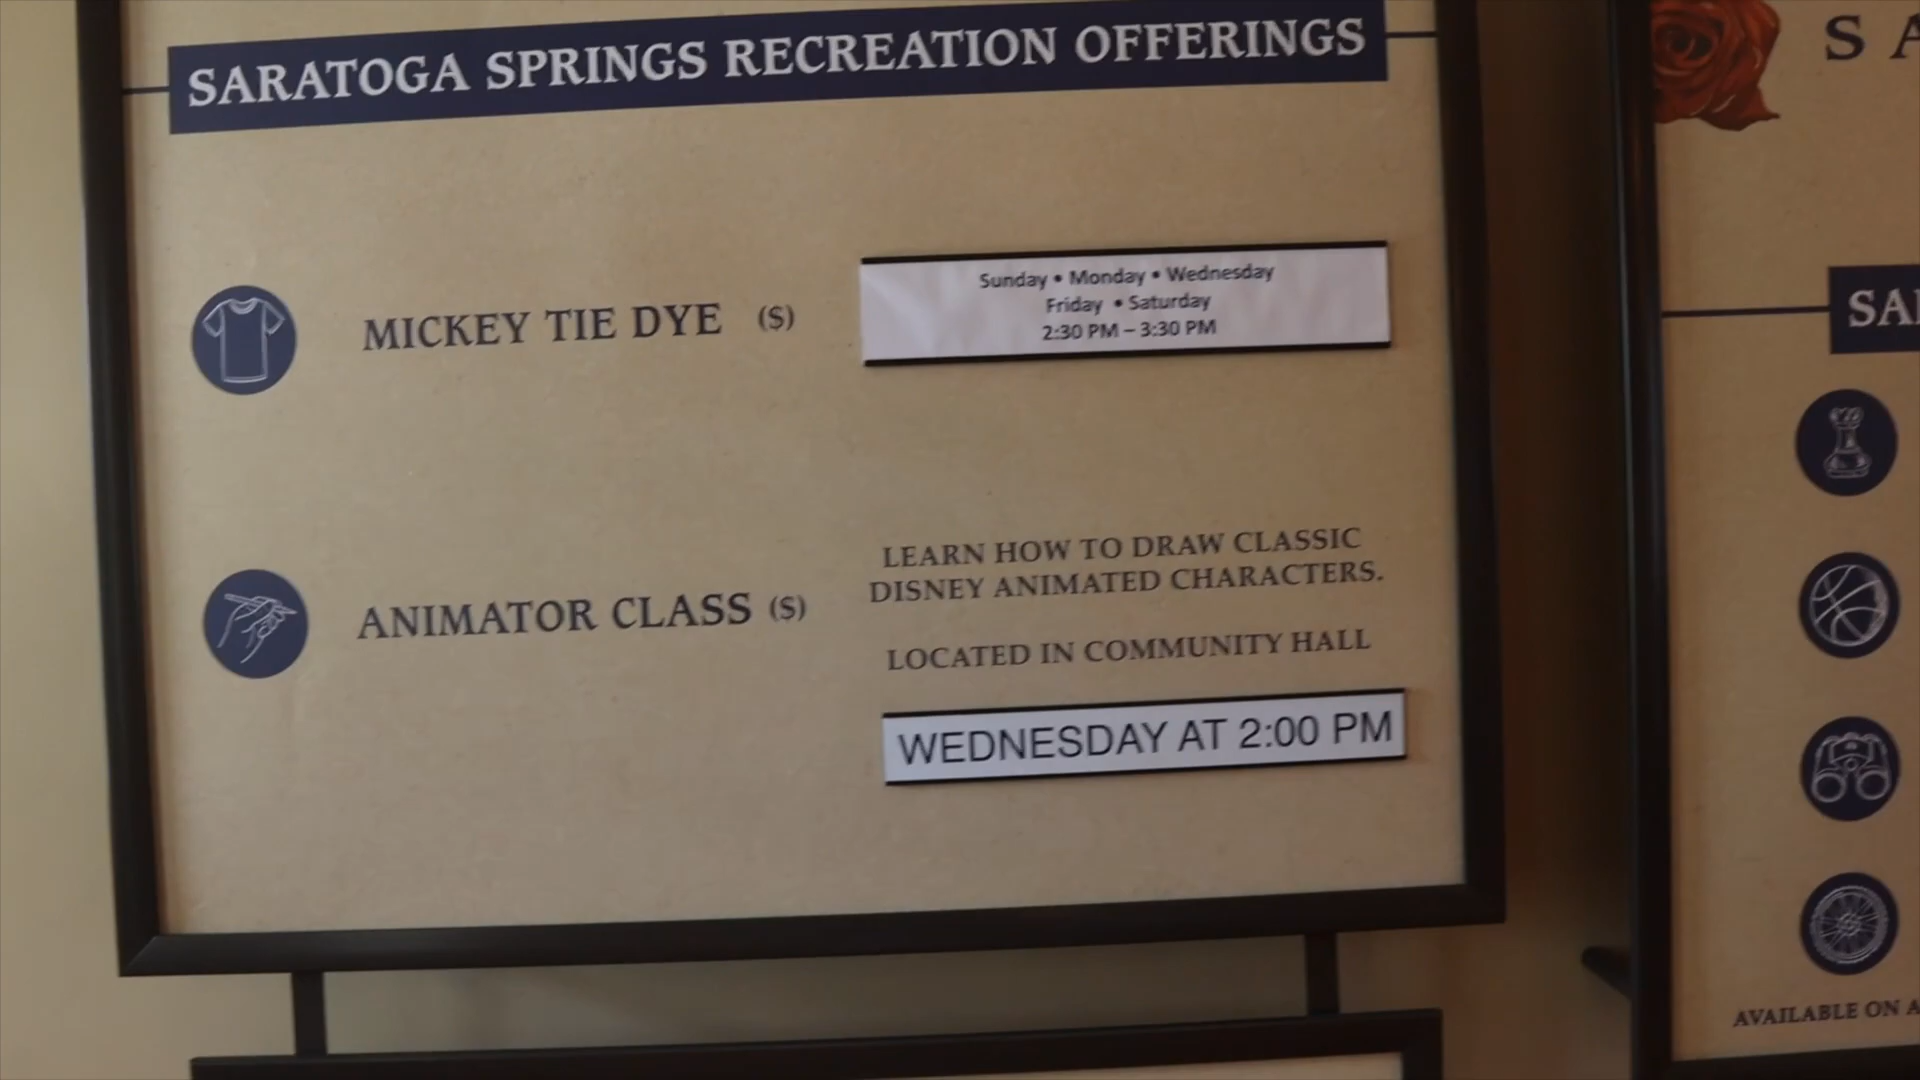 SARATOGA SPRINGS RECREATION OFFERINGS
MICKEY TIE DYE ($)
Sunday • Monday • Wednesday
Friday • Saturday
2:30 PM – 3:30 PM
ANIMATOR CLASS ($)
LEARN HOW TO DRAW CLASSIC
DISNEY ANIMATED CHARACTERS.
LOCATED IN COMMUNITY HALL
WEDNESDAY AT 2:00 PM
S A
SA
AVAILABLE ON A